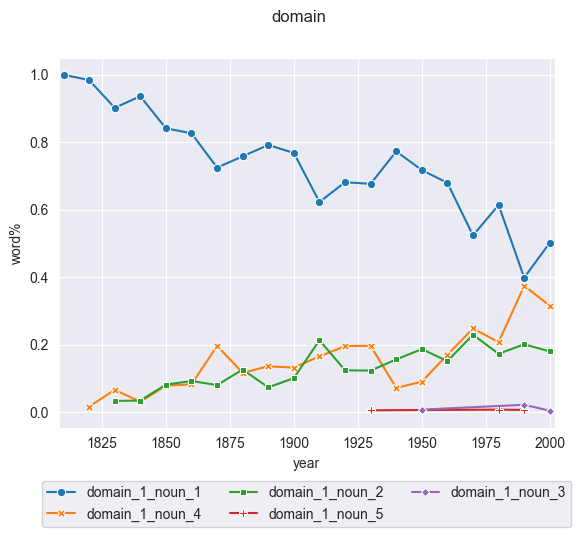 domain
1.0
0.8
0.6
0.4
0.2
0.0
word%
1825 1850 1875 1900 1925 1950 1975 2000
year
domain_1_noun_1 domain_1_noun_2 domain_1_noun_3
domain_1_noun_4 domain_1_noun_5